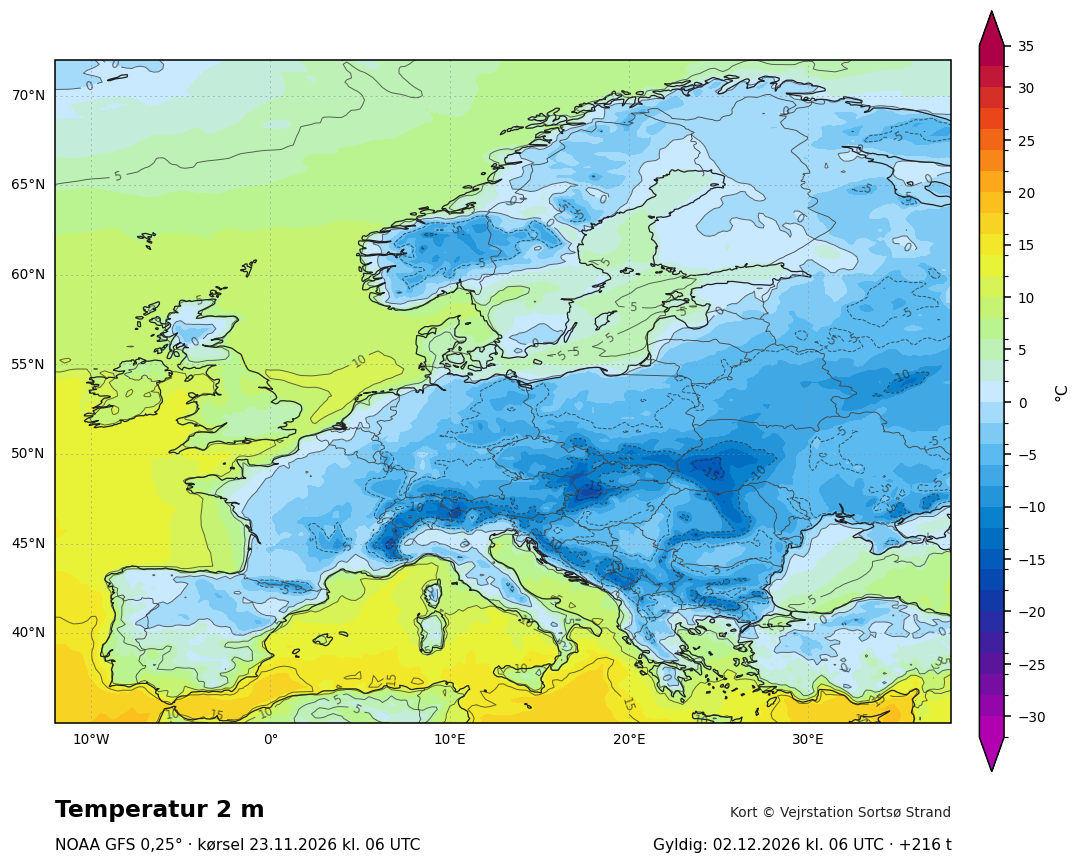 70°N
65°N
60°N
55°N
50°N
45°N
40°N
10°W 0° 10°E 20°E 30°E
35
30
25
20
15
10
5
0
−5
−10
−15
−20
−25
−30
°C
Temperatur 2 m
Kort © Vejrstation Sortsø Strand
NOAA GFS 0,25° · kørsel 23.11.2026 kl. 06 UTC
Gyldig: 02.12.2026 kl. 06 UTC · +216 t